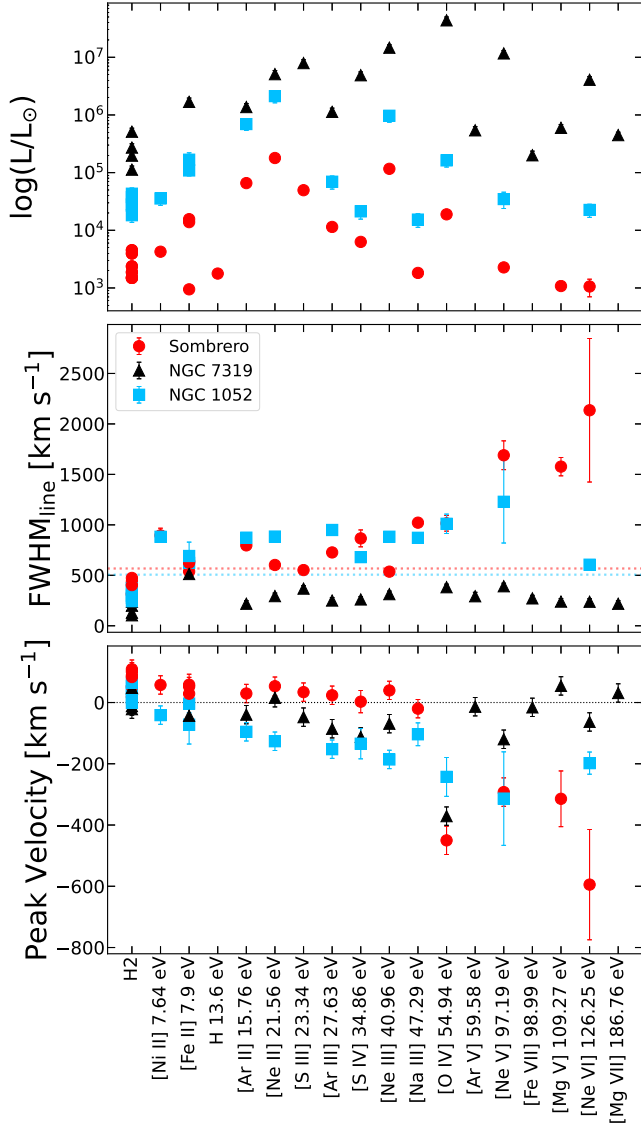 log(L/L⊙)
10⁷
10⁶
10⁵
10⁴
10³
FWHM_line [km s⁻¹]
2500
2000
1500
1000
500
0
Sombrero
NGC 7319
NGC 1052
Peak Velocity [km s⁻¹]
0
−200
−400
−600
−800
H2
[Ni II] 7.64 eV
[Fe II] 7.9 eV
H 13.6 eV
[Ar II] 15.76 eV
[Ne II] 21.56 eV
[S III] 23.34 eV
[Ar III] 27.63 eV
[S IV] 34.86 eV
[Ne III] 40.96 eV
[Na III] 47.29 eV
[O IV] 54.94 eV
[Ar V] 59.58 eV
[Ne V] 97.19 eV
[Fe VII] 98.99 eV
[Mg V] 109.27 eV
[Ne VI] 126.25 eV
[Mg VII] 186.76 eV